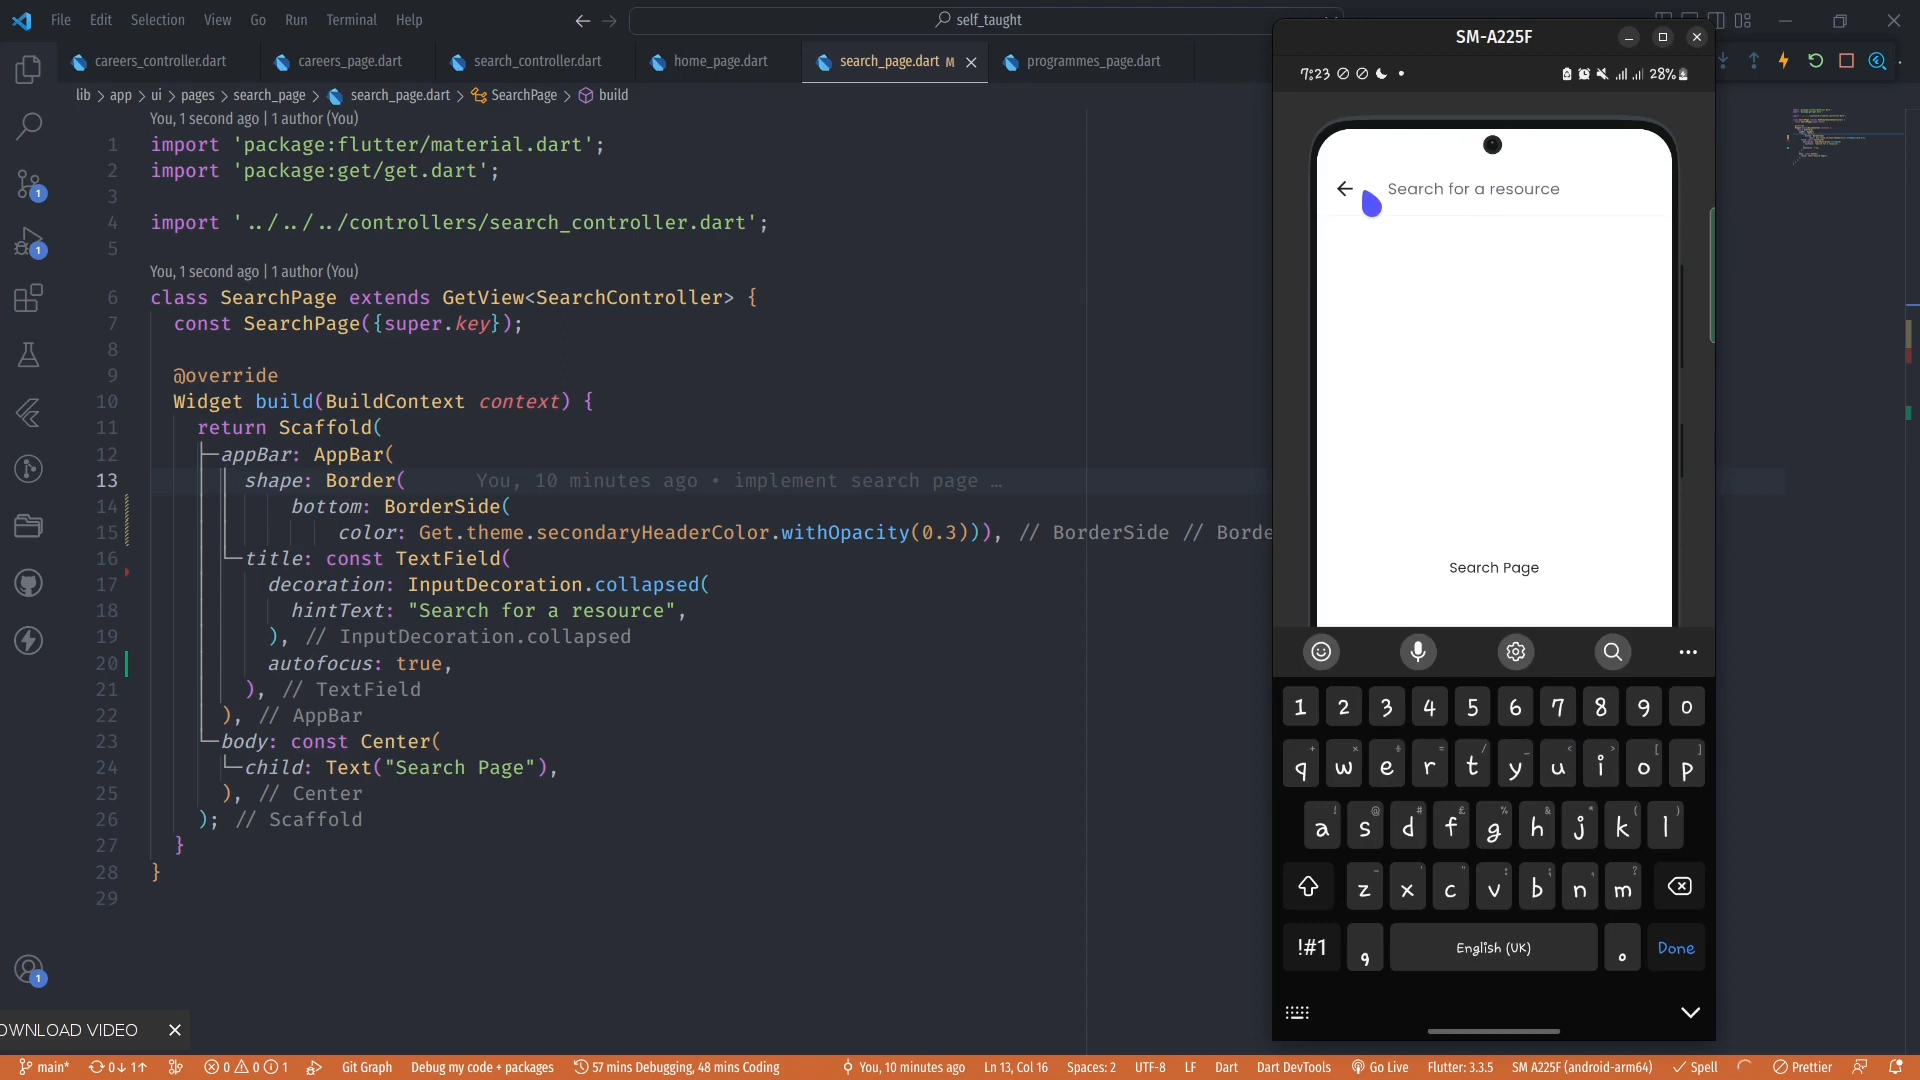 File Edit Selection View Go Run Terminal Help
self_taught
careers_controller.dart careers_page.dart search_controller.dart home_page.dart search_page.dart M programmes_page.dart
lib > app > ui > pages > search_page > search_page.dart > SearchPage > build
You, 1 second ago | 1 author (You)
1 import 'package:flutter/material.dart';
2 import 'package:get/get.dart';
3
4 import '../../../controllers/search_controller.dart';
5
You, 1 second ago | 1 author (You)
6 class SearchPage extends GetView<SearchController> {
7 const SearchPage({super.key});
8
9 @override
10 Widget build(BuildContext context) {
11 return Scaffold(
12 appBar: AppBar(
13 shape: Border( You, 10 minutes ago • implement search page …
14 bottom: BorderSide(
15 color: Get.theme.secondaryHeaderColor.withOpacity(0.3))), // BorderSide // Borde
16 title: const TextField(
17 decoration: InputDecoration.collapsed(
18 hintText: "Search for a resource",
19 ), // InputDecoration.collapsed
20 autofocus: true,
21 ), // TextField
22 ), // AppBar
23 body: const Center(
24 child: Text("Search Page"),
25 ), // Center
26 ); // Scaffold
27 }
28 }
29
1
1
1
OWNLOAD VIDEO
SM-A225F
7:23 28%
Search for a resource
Search Page
1 2 3 4 5 6 7 8 9 0
q w e r t y u i o p
a s d f g h j k l
z x c v b n m
!#1 , English (UK) . Done
main* 0↓ 1↑ 0 0 1 Git Graph Debug my code + packages 57 mins Debugging, 48 mins Coding You, 10 minutes ago Ln 13, Col 16 Spaces: 2 UTF-8 LF Dart Dart DevTools Go Live Flutter: 3.3.5 SM A225F (android-arm64) Spell Prettier